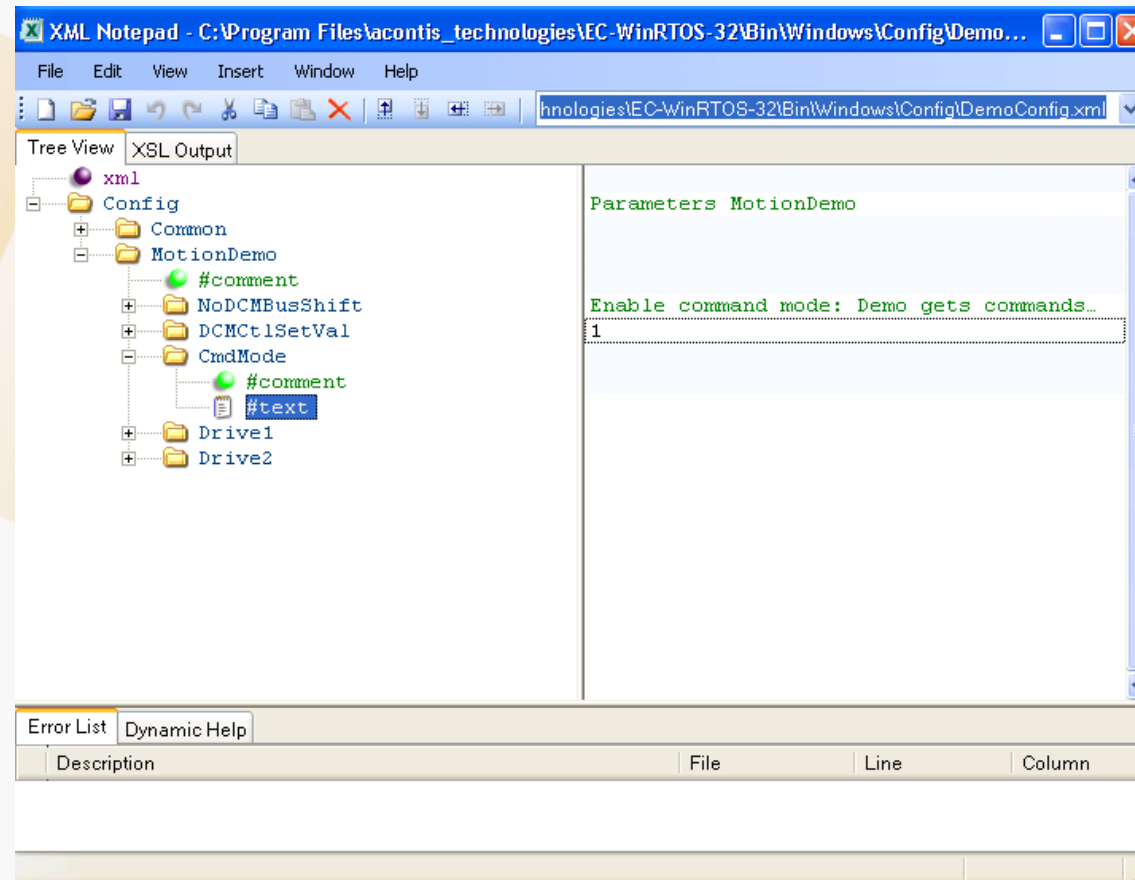 XML Notepad - C:\Program Files\acontis_technologies\EC-WinRTOS-32\Bin\Windows\Config\Demo...
File Edit View Insert Window Help
hnologies\EC-WinRTOS-32\Bin\Windows\Config\DemoConfig.xml
Tree View XSL Output
xml
Config Parameters MotionDemo
Common
MotionDemo
#comment
NoDCMBusShift Enable command mode: Demo gets commands…
DCMCtlSetVal 1
CmdMode
#comment
#text
Drive1
Drive2
Error List Dynamic Help
Description File Line Column